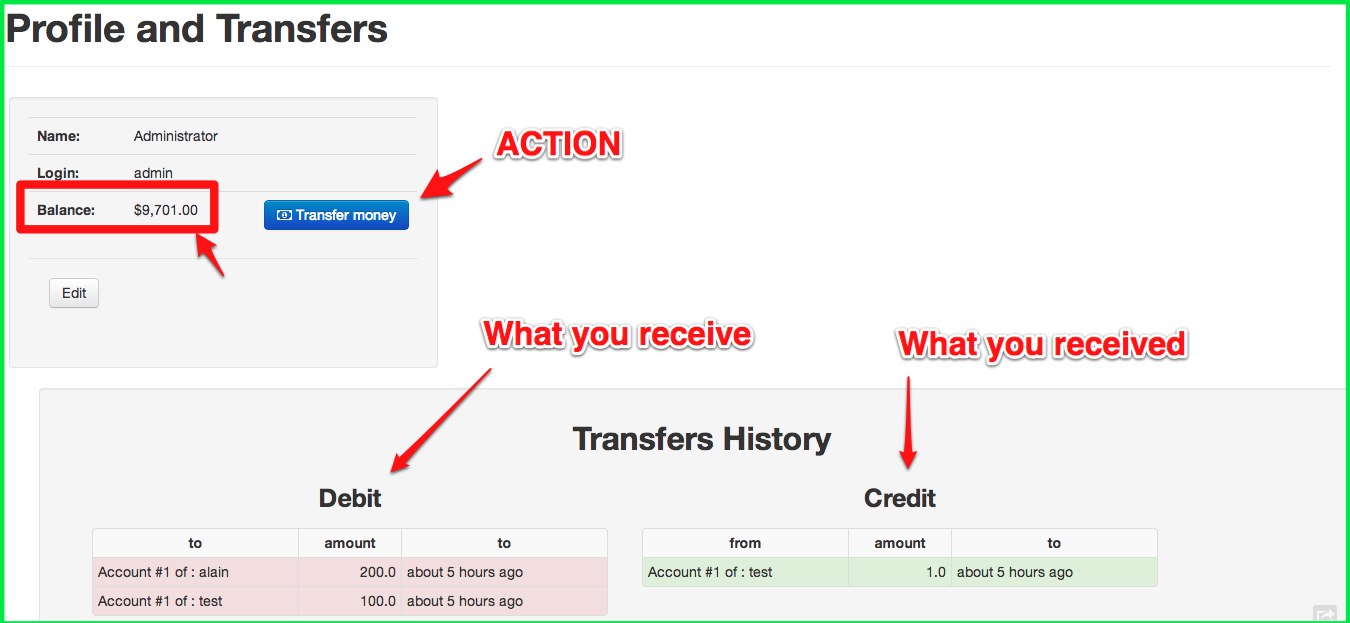 Profile and Transfers
Name: Administrator
ACTION
Login: admin
Balance: $9,701.00
Transfer money
Edit
What you receive
What you received
Transfers History
Debit
Credit
to amount to
from amount to
Account #1 of : alain 200.0 about 5 hours ago
Account #1 of : test 1.0 about 5 hours ago
Account #1 of : test 100.0 about 5 hours ago